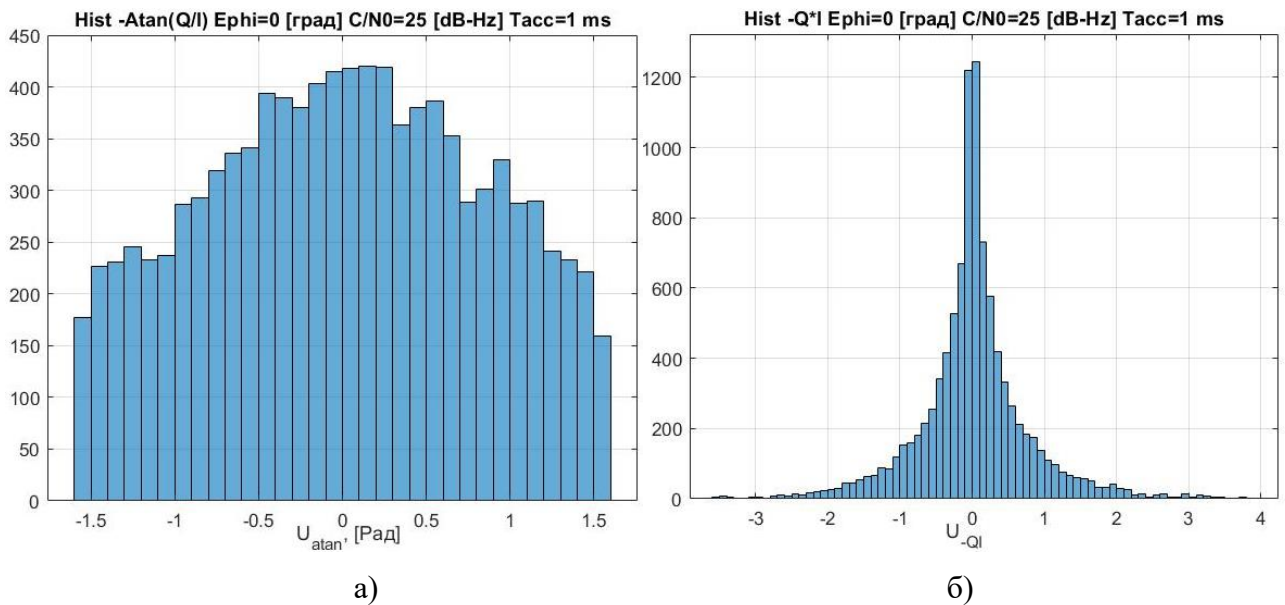 Hist -Atan(Q/I) Ephi=0 [град] C/N0=25 [dB-Hz] Tacc=1 ms
450
400
350
300
250
200
150
100
50
0
-1.5 -1 -0.5 0 0.5 1 1.5
U_atan, [Рад]
а)
Hist -Q*I Ephi=0 [град] C/N0=25 [dB-Hz] Tacc=1 ms
1200
1000
800
600
400
200
0
-3 -2 -1 0 1 2 3 4
U_-QI
б)